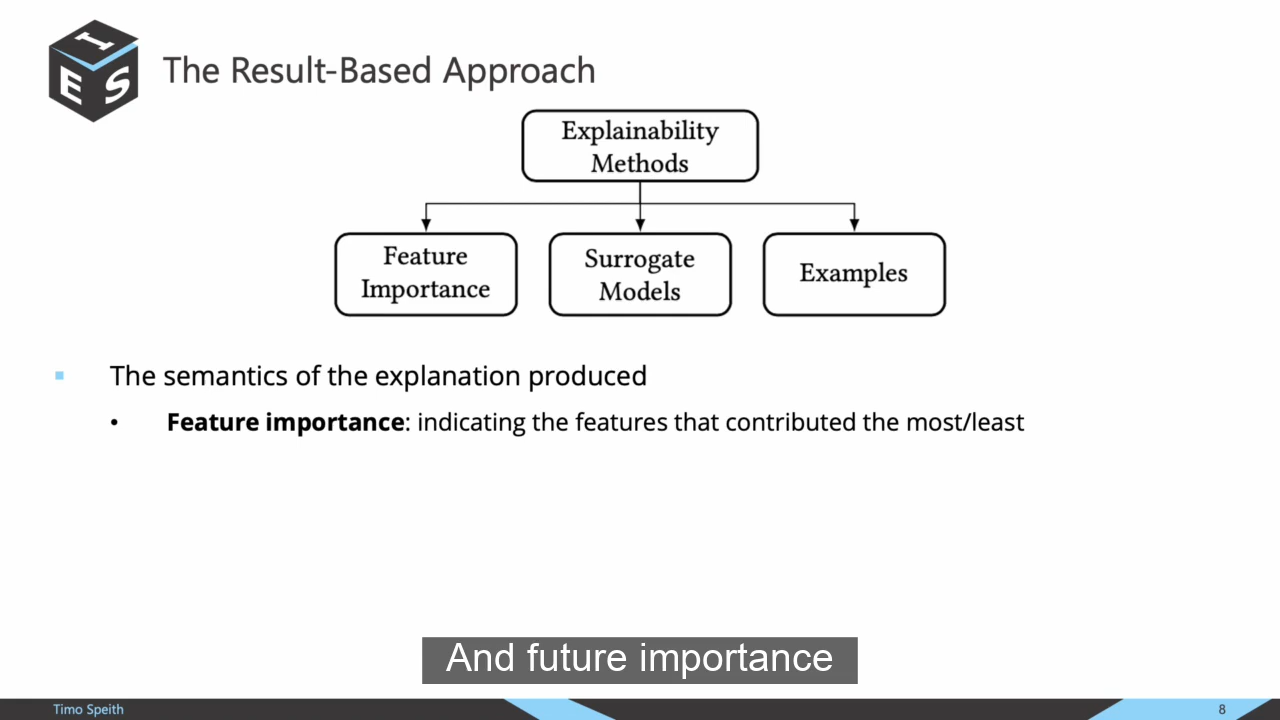 I
E S
The Result-Based Approach
Explainability
Methods
Feature
Importance
Surrogate
Models
Examples
The semantics of the explanation produced
• Feature importance: indicating the features that contributed the most/least
And future importance
Timo Speith
8